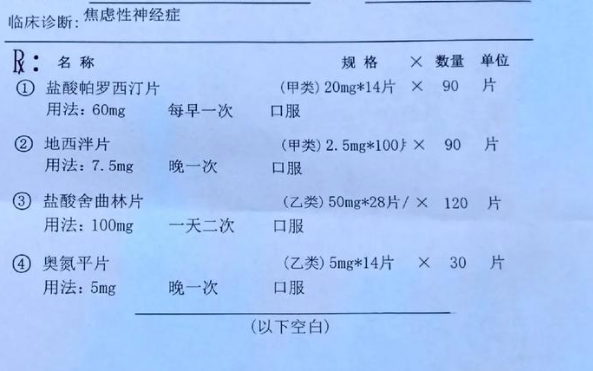 临床诊断: 焦虑性神经症
Rx: 名 称 规 格 × 数量 单位
① 盐酸帕罗西汀片 (甲类) 20mg*14片 × 90 片
用法: 60mg 每早一次 口服
② 地西泮片 (甲类) 2.5mg*100片 × 90 片
用法: 7.5mg 晚一次 口服
③ 盐酸舍曲林片 (乙类) 50mg*28片/ × 120 片
用法: 100mg 一天二次 口服
④ 奥氮平片 (乙类) 5mg*14片 × 30 片
用法: 5mg 晚一次 口服
(以下空白)